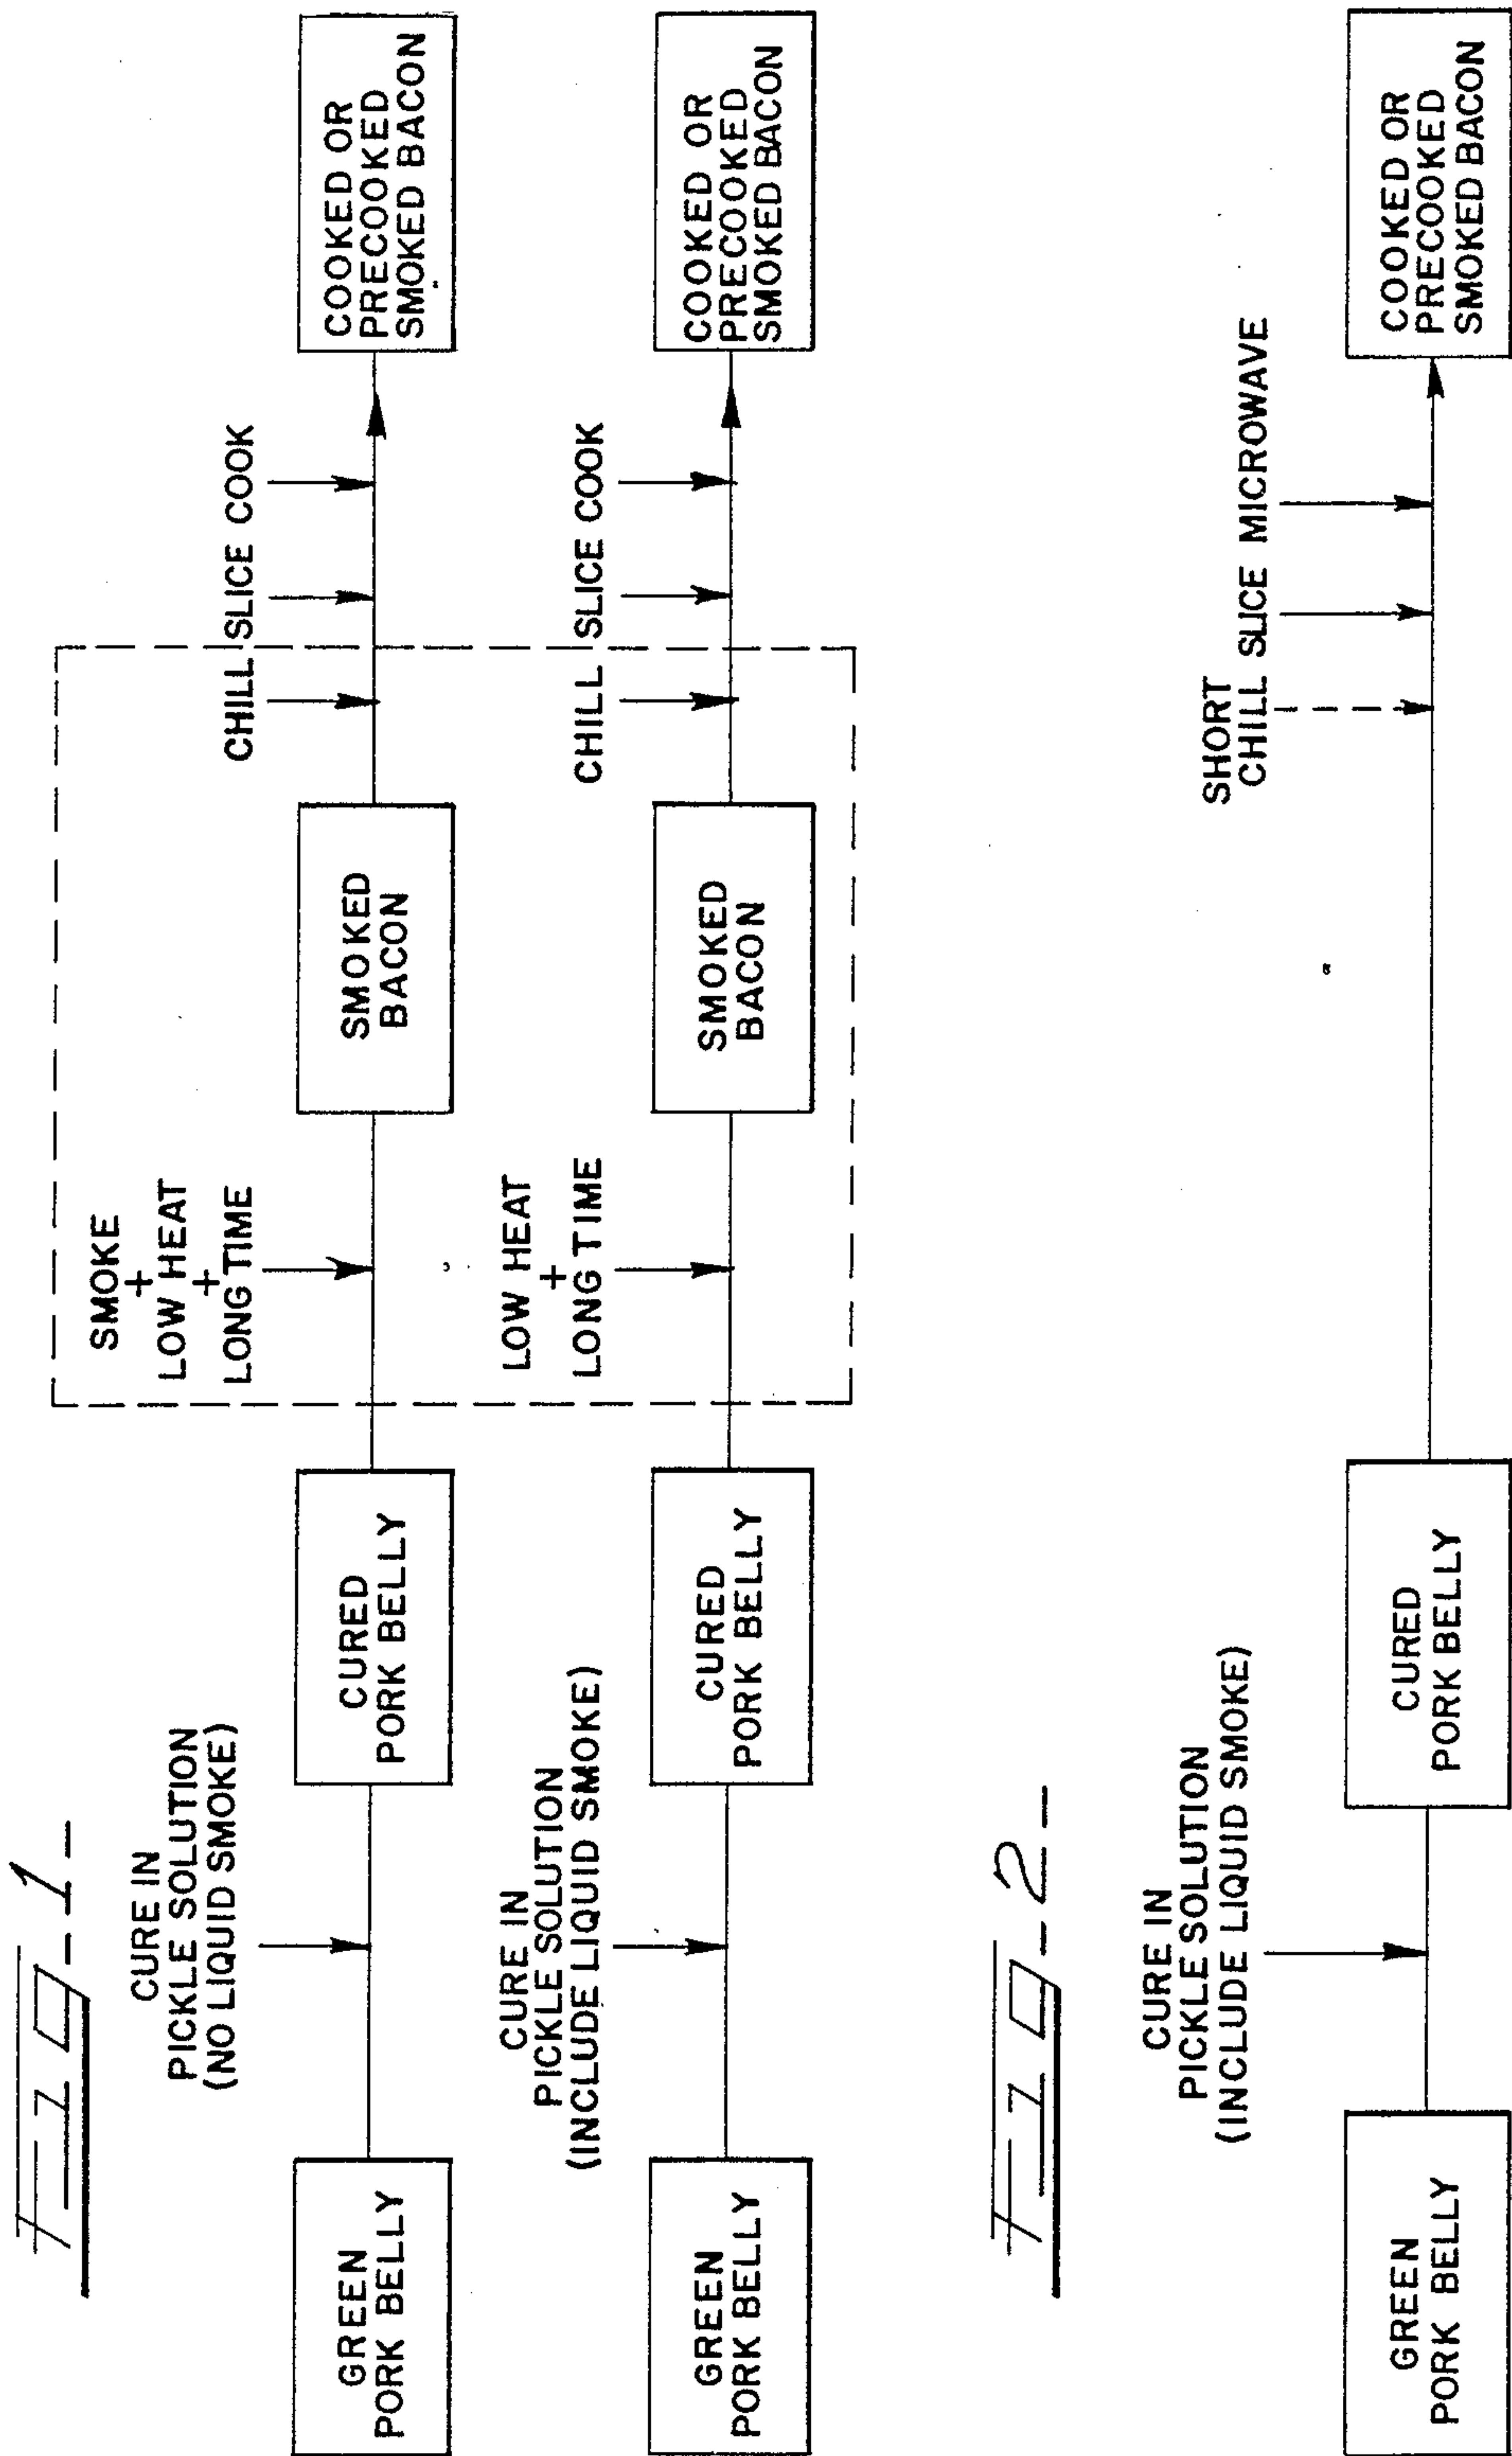 Fig-1-
CURE IN
PICKLE SOLUTION
(NO LIQUID SMOKE)
SMOKE
+
LOW HEAT
+
LONG TIME
CHILL SLICE COOK
GREEN
PORK BELLY
CURED
PORK BELLY
SMOKED
BACON
COOKED OR
PRECOOKED
SMOKED BACON
CURE IN
PICKLE SOLUTION
(INCLUDE LIQUID SMOKE)
LOW HEAT
+
LONG TIME
CHILL SLICE COOK
GREEN
PORK BELLY
CURED
PORK BELLY
SMOKED
BACON
COOKED OR
PRECOOKED
SMOKED BACON
Fig-2-
CURE IN
PICKLE SOLUTION
(INCLUDE LIQUID SMOKE)
SHORT
CHILL SLICE MICROWAVE
GREEN
PORK BELLY
CURED
PORK BELLY
COOKED OR
PRECOOKED
SMOKED BACON